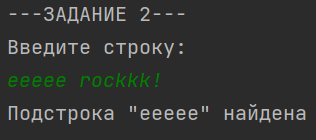 ---ЗАДАНИЕ 2---
Введите строку:
eeeee rockkk!
Подстрока "eeeee" найдена